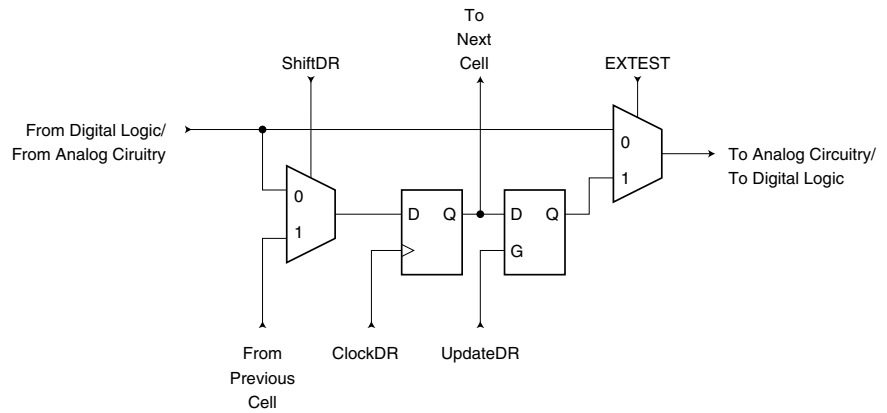 To
Next
Cell
ShiftDR
EXTEST
From Digital Logic/
From Analog Ciruitry
0
1
To Analog Circuitry/
To Digital Logic
0
1
D Q
D Q
G
From
Previous
Cell
ClockDR
UpdateDR